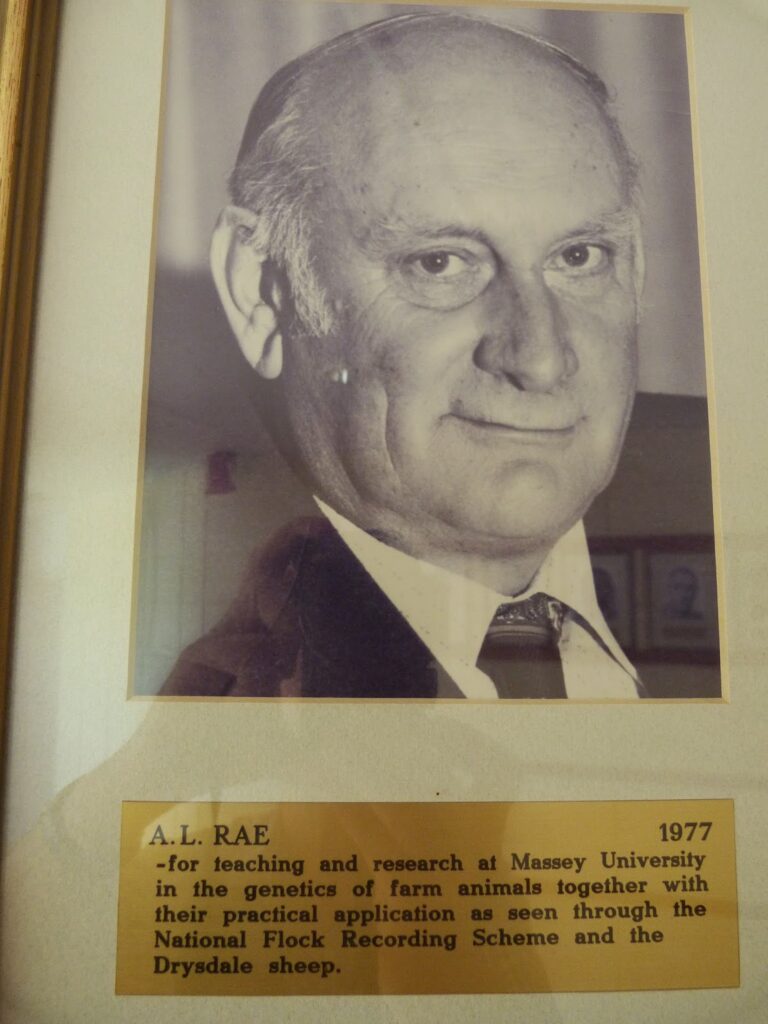 A.L. RAE 1977
-for teaching and research at Massey University
in the genetics of farm animals together with
their practical application as seen through the
National Flock Recording Scheme and the
Drysdale sheep.